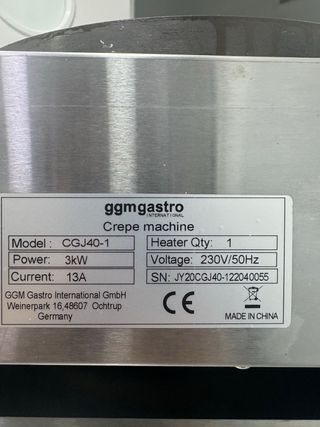 ggmgastro
INTERNATIONAL
Crepe machine
Model : CGJ40-1
Heater Qty: 1
Power: 3kW
Voltage: 230V/50Hz
Current: 13A
SN: JY20CGJ40-122040055
GGM Gastro International GmbH
Weinerpark 16,48607 Ochtrup
Germany
CE
MADE IN CHINA